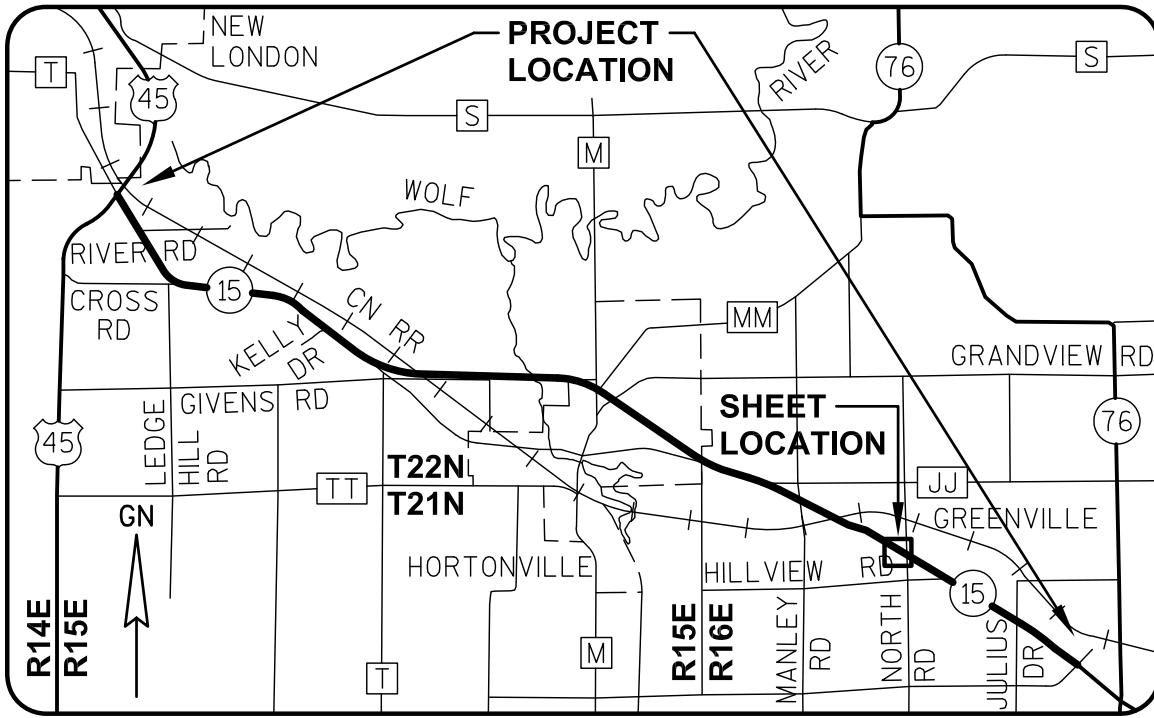 NEW
LONDON
PROJECT
LOCATION
RIVER
76
S
T
45
S
M
WOLF
RIVER RD
15
CROSS
RD
CN RR
KELLY
DR
MM
GRANDVIEW RD
GIVENS RD
SHEET
LOCATION
76
45
LEDGE
HILL
RD
T22N
T21N
TT
JJ
GN
GREENVILLE
HORTONVILLE
HILLVIEW RD
15
R14E
R15E
R15E
R16E
MANLEY
RD
NORTH
RD
JULIUS
DR
M
T